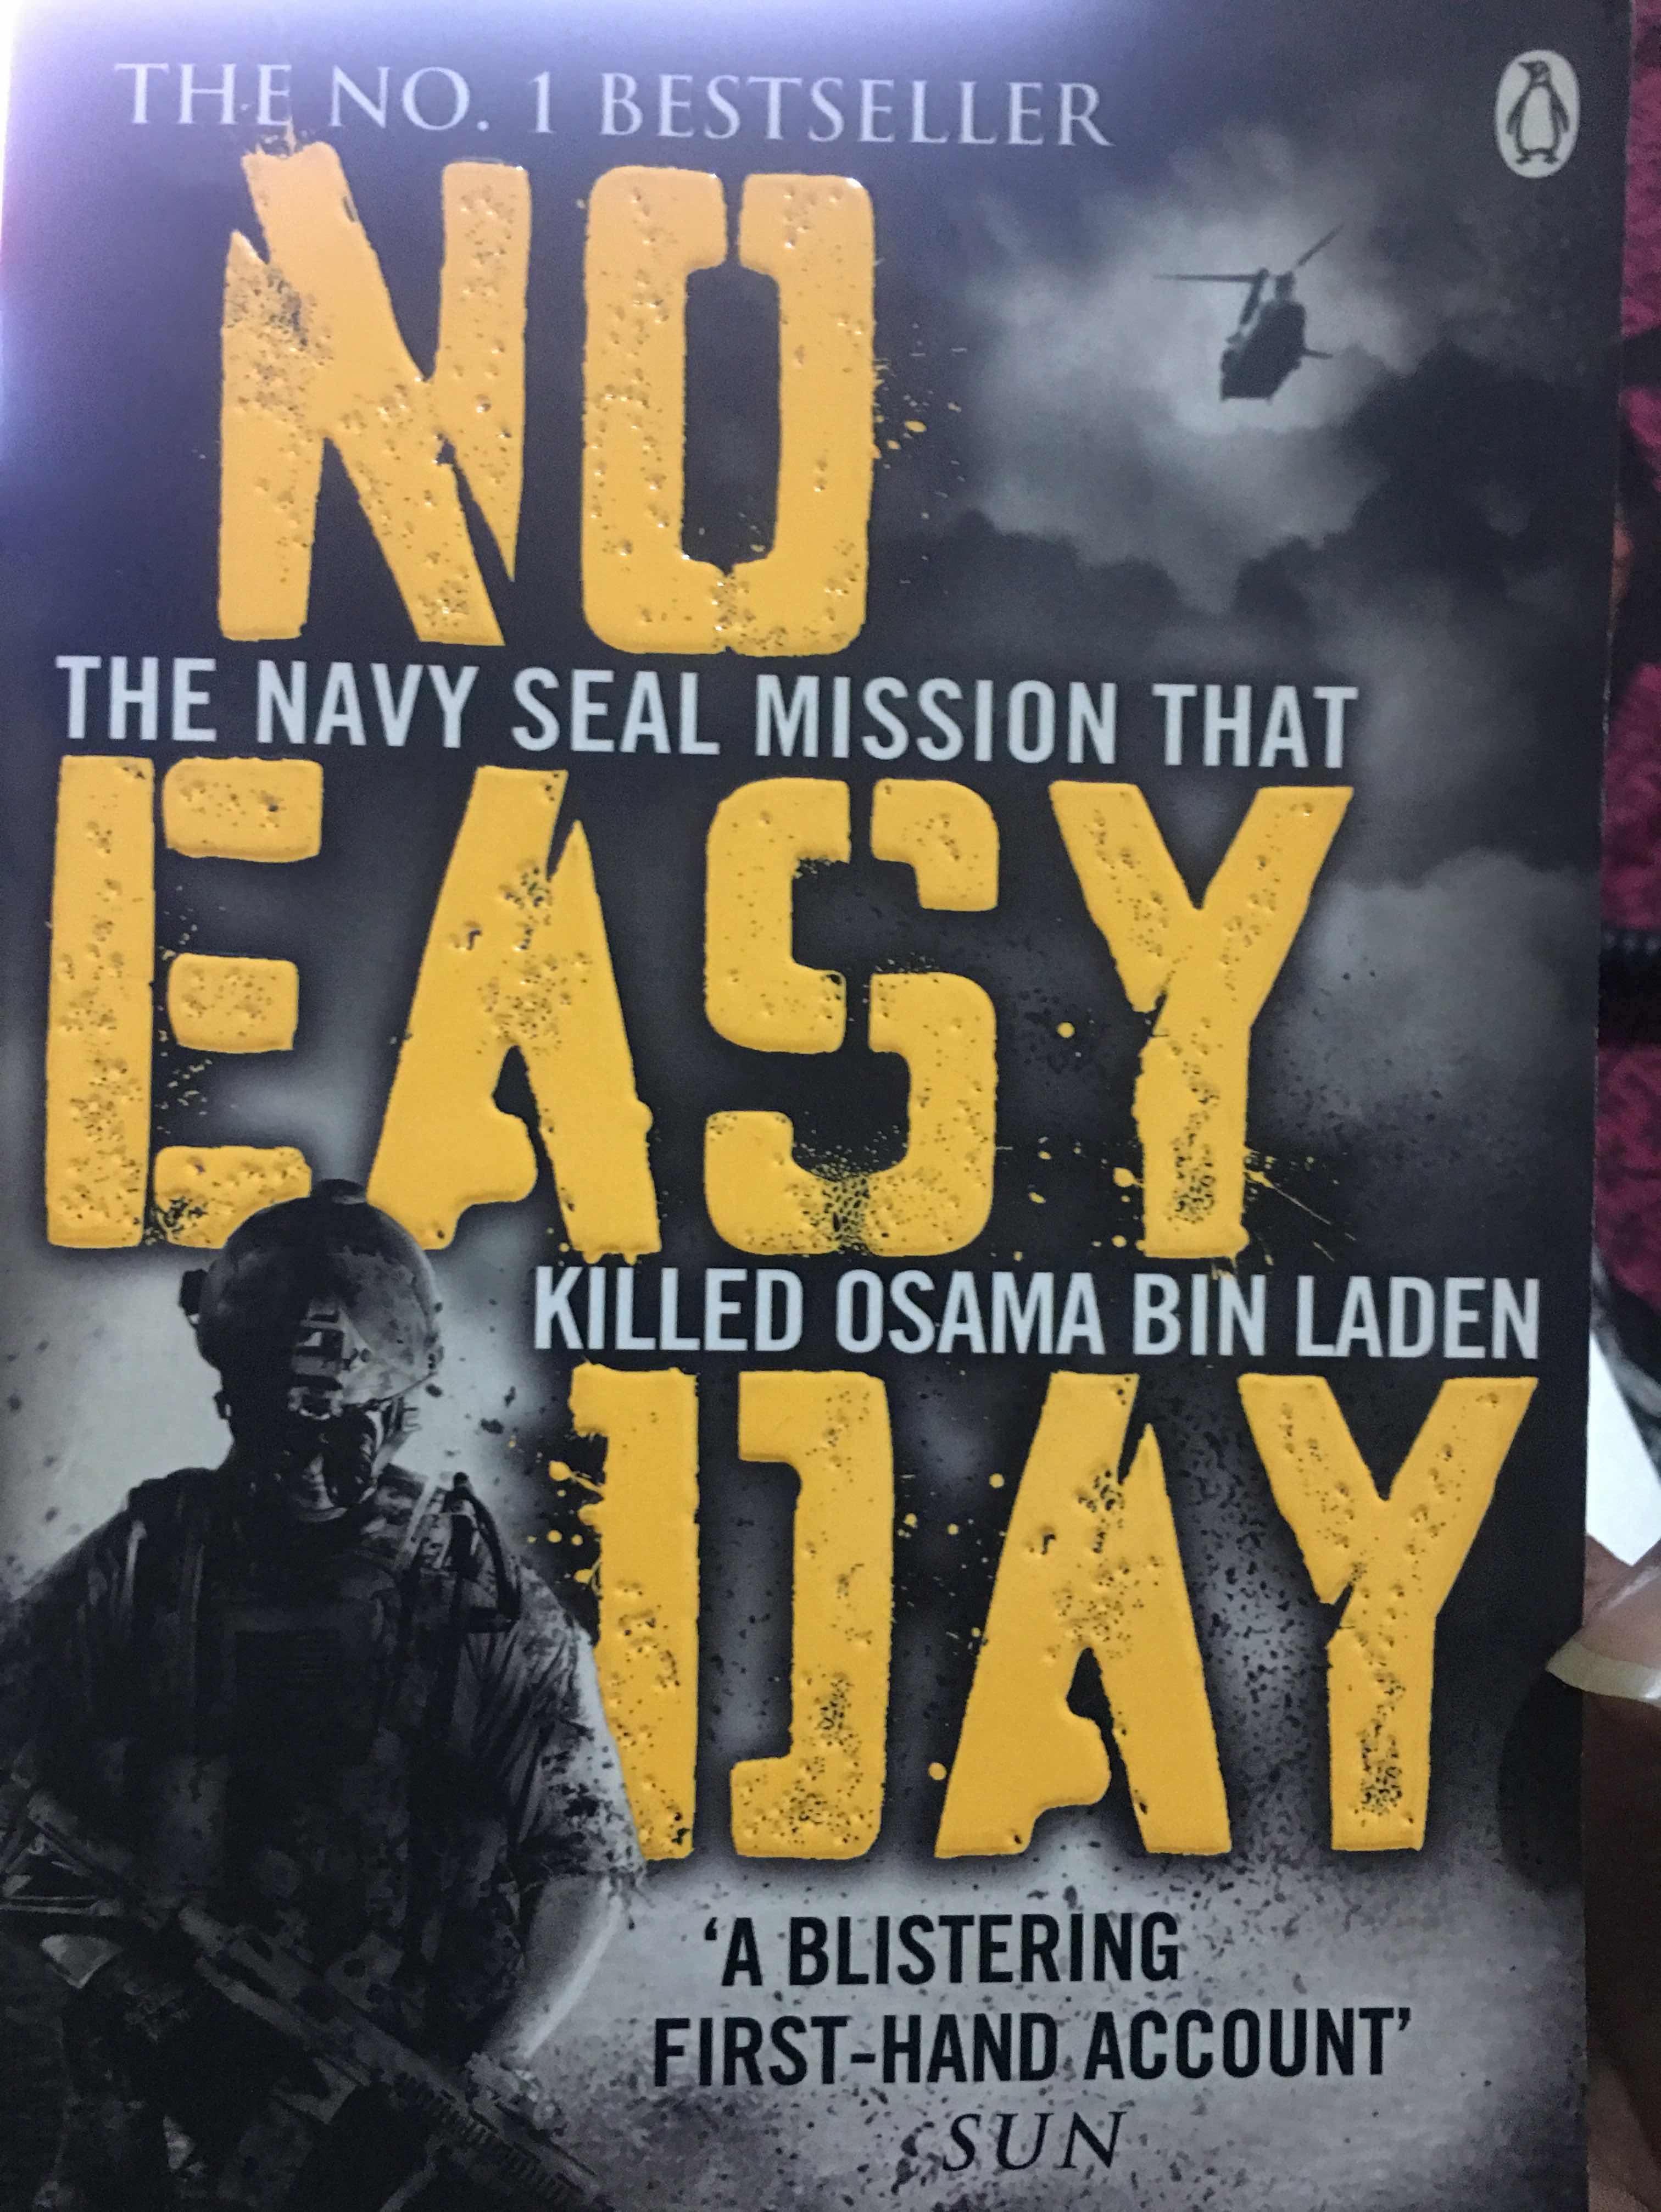 THE NO. 1 BESTSELLER
NO
THE NAVY SEAL MISSION THAT
EASY
KILLED OSAMA BIN LADEN
DAY
‘A BLISTERING
FIRST-HAND ACCOUNT’
SUN